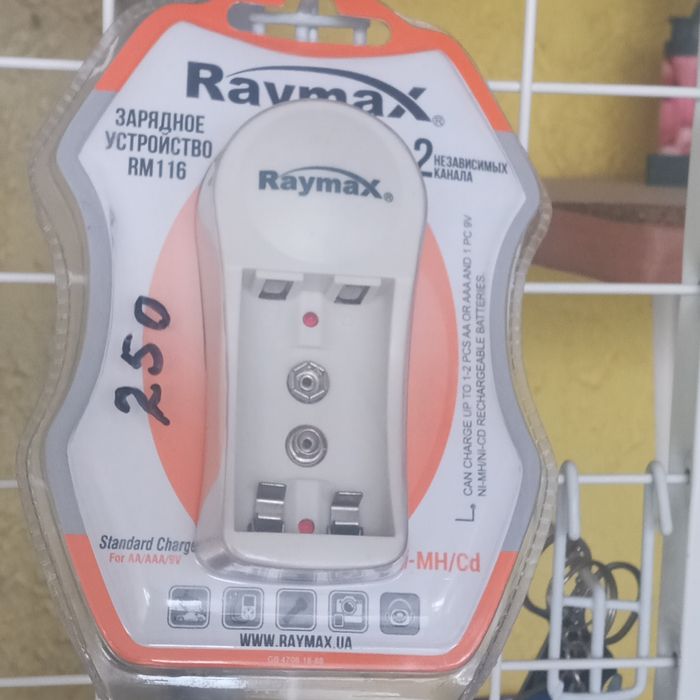 Raymax®
ЗАРЯДНОЕ
УСТРОЙСТВО
RM116
2 НЕЗАВИСИМЫХ
КАНАЛА
Raymax®
250
CAN CHARGE UP TO 1-2 PCS AA OR AAA AND 1 PC 9V
NI-MH/NI-CD RECHARGEABLE BATTERIES.
Standard Charge
For AA/AAA/9V
i-MH/Cd
WWW.RAYMAX.UA